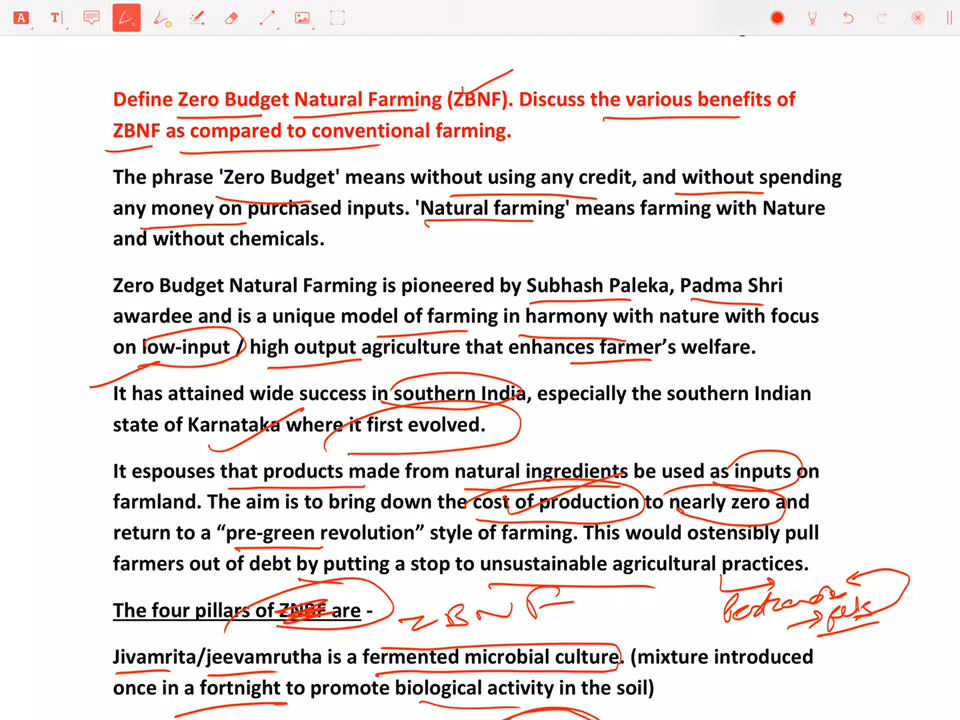 Define Zero Budget Natural Farming (ZBNF). Discuss the various benefits of
ZBNF as compared to conventional farming.
The phrase 'Zero Budget' means without using any credit, and without spending
any money on purchased inputs. 'Natural farming' means farming with Nature
and without chemicals.
Zero Budget Natural Farming is pioneered by Subhash Paleka, Padma Shri
awardee and is a unique model of farming in harmony with nature with focus
on low-input / high output agriculture that enhances farmer's welfare.
It has attained wide success in southern India, especially the southern Indian
state of Karnataka where it first evolved.
It espouses that products made from natural ingredients be used as inputs on
farmland. The aim is to bring down the cost of production to nearly zero and
return to a “pre-green revolution” style of farming. This would ostensibly pull
farmers out of debt by putting a stop to unsustainable agricultural practices.
The four pillars of ZNBF are -
ZBNF
Jivamrita/jeevamrutha is a fermented microbial culture. (mixture introduced
once in a fortnight to promote biological activity in the soil)